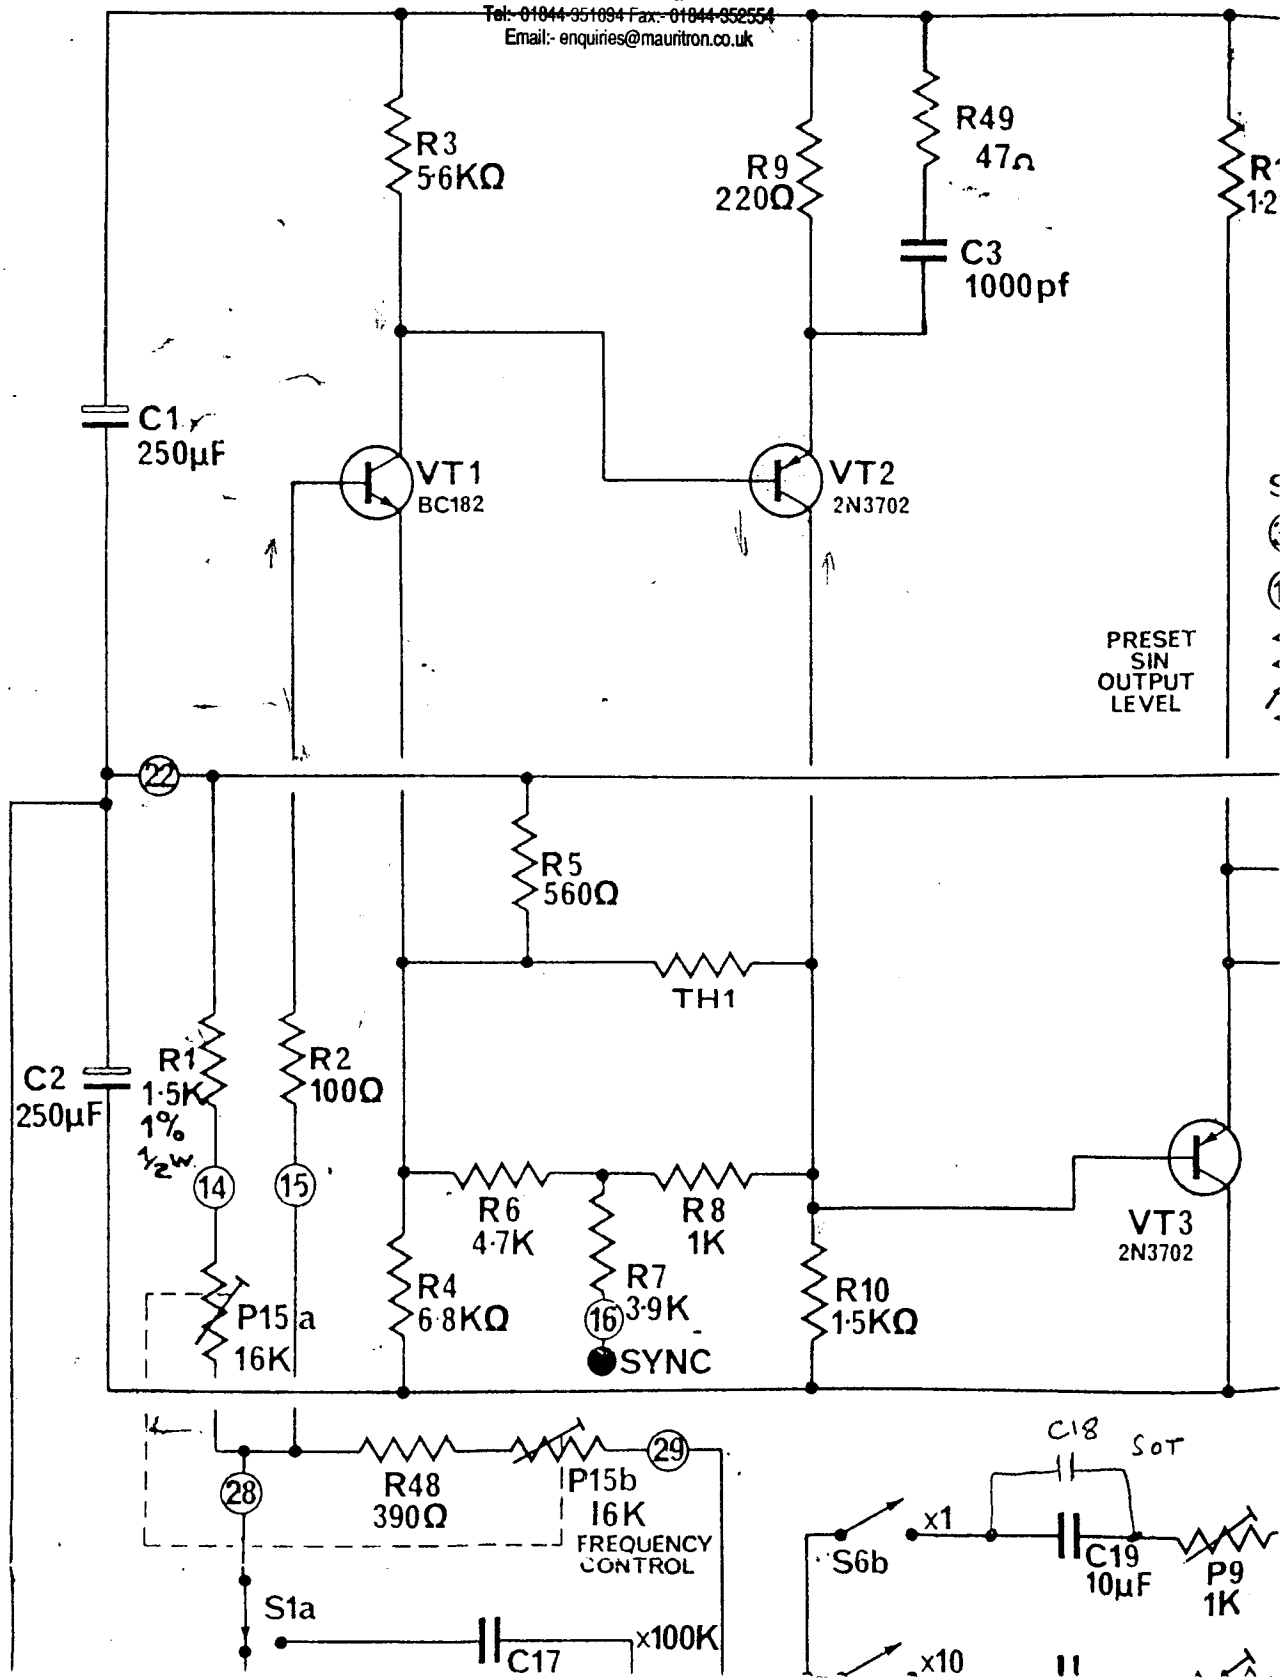 Tel:- 01844-351694 Fax:- 01844-352554
Email:- enquiries@mauritron.co.uk
R3
5·6KΩ
R9
220Ω
R49
47Ω
C3
1000pf
1·2
C1
250µF
VT1
BC182
VT2
2N3702
PRESET
SIN
OUTPUT
LEVEL
22
R5
560Ω
TH1
C2
250µF
R1
1·5K
1%
1/2W
R2
100Ω
14
15
R6
4·7K
R8
1K
VT3
2N3702
R4
6·8KΩ
R7
3·9K
16
SYNC
R10
1·5KΩ
P15a
16K
28
R48
390Ω
P15b
16K
29
FREQUENCY
CONTROL
C18
SOT
S6b
x1
C19
10µF
P9
1K
S1a
C17
x100K
x10